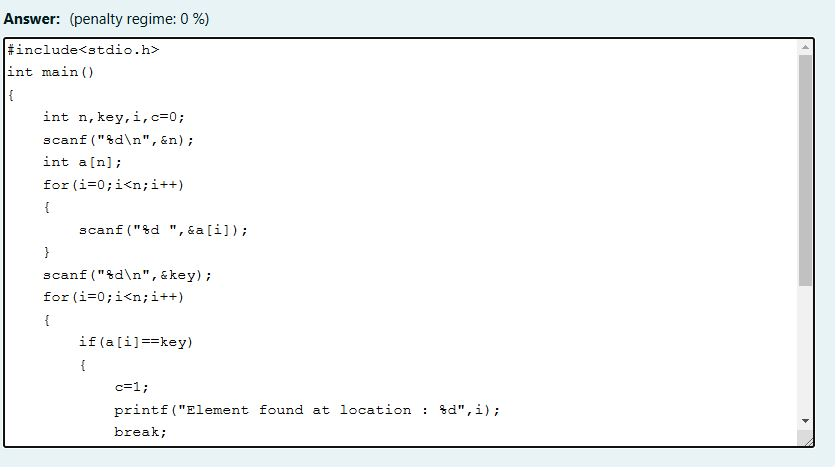 Answer: (penalty regime: 0 %)
#include<stdio.h>
int main()
{
    int n,key,i,c=0;
    scanf("%d\n",&n);
    int a[n];
    for(i=0;i<n;i++)
    {
        scanf("%d ",&a[i]);
    }
    scanf("%d\n",&key);
    for(i=0;i<n;i++)
    {
        if(a[i]==key)
        {
            c=1;
            printf("Element found at location : %d",i);
            break;